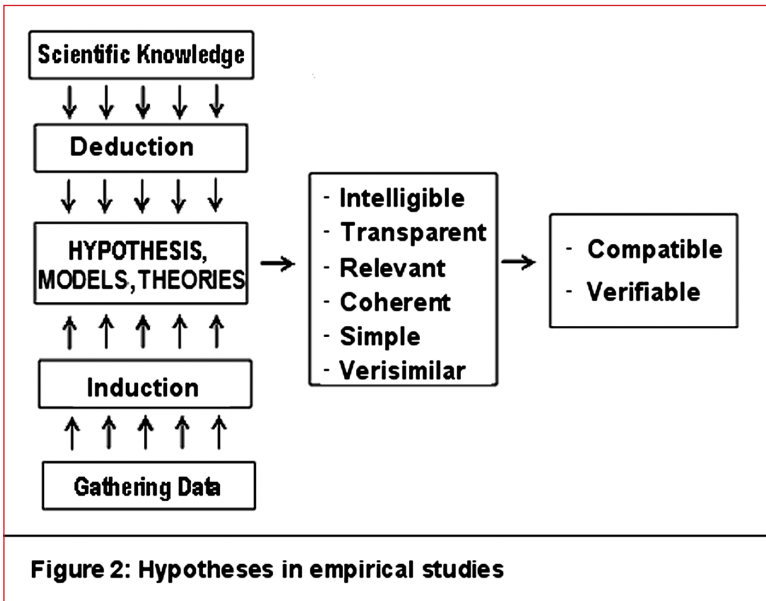 Scientific Knowledge
Deduction
HYPOTHESIS,
MODELS, THEORIES
Induction
Gathering Data
- Intelligible
- Transparent
- Relevant
- Coherent
- Simple
- Verisimilar
- Compatible
- Verifiable
Figure 2: Hypotheses in empirical studies